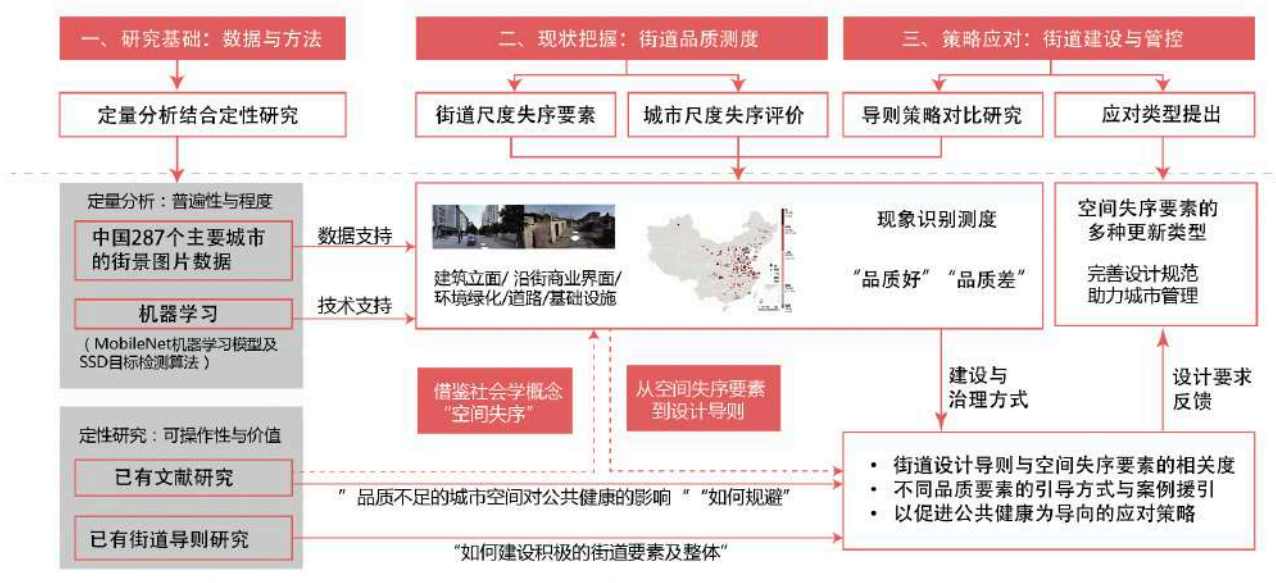 一、研究基础：数据与方法
二、现状把握：街道品质测度
三、策略应对：街道建设与管控
定量分析结合定性研究
街道尺度失序要素
城市尺度失序评价
导则策略对比研究
应对类型提出
定量分析：普遍性与程度
中国287个主要城市
的街景图片数据
机器学习
（MobileNet机器学习模型及
SSD目标检测算法）
数据支持
技术支持
建筑立面/ 沿街商业界面/
环境绿化/道路/基础设施
现象识别测度
“品质好” “品质差”
空间失序要素的
多种更新类型
完善设计规范
助力城市管理
借鉴社会学概念
“空间失序”
从空间失序要素
到设计导则
建设与
治理方式
设计要求
反馈
定性研究：可操作性与价值
已有文献研究
已有街道导则研究
”品质不足的城市空间对公共健康的影响 “ “如何规避”
“如何建设积极的街道要素及整体”
• 街道设计导则与空间失序要素的相关度
• 不同品质要素的引导方式与案例援引
• 以促进公共健康为导向的应对策略